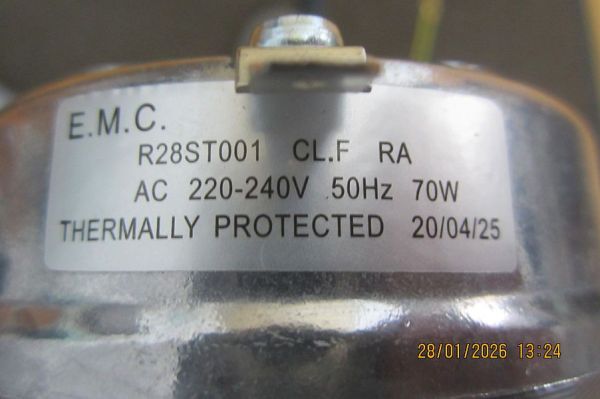 E.M.C.
R28ST001 CL.F RA
AC 220-240V 50Hz 70W
THERMALLY PROTECTED 20/04/25
28/01/2026 13:24